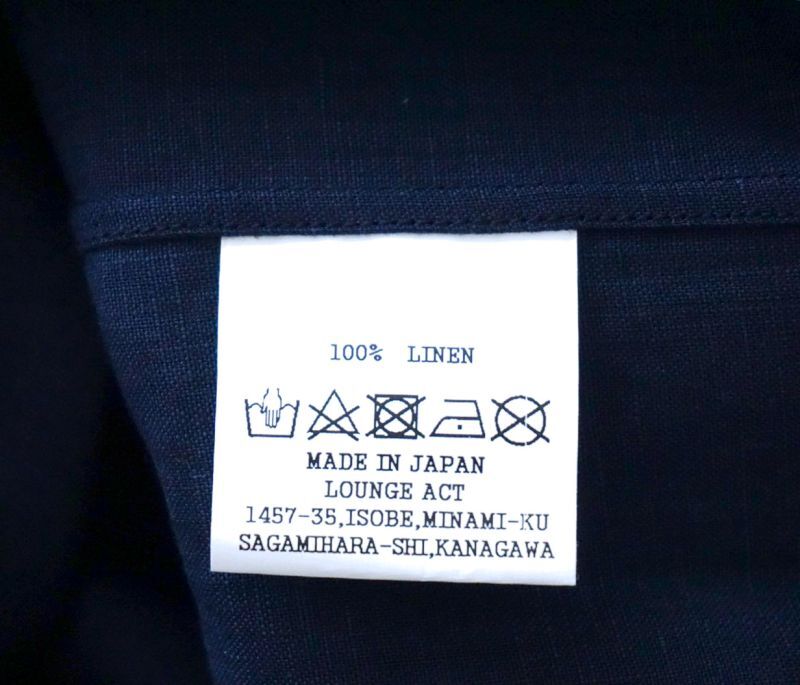 100% LINEN
MADE IN JAPAN
LOUNGE ACT
1457-35,ISOBE,MINAMI-KU
SAGAMIHARA-SHI,KANAGAWA